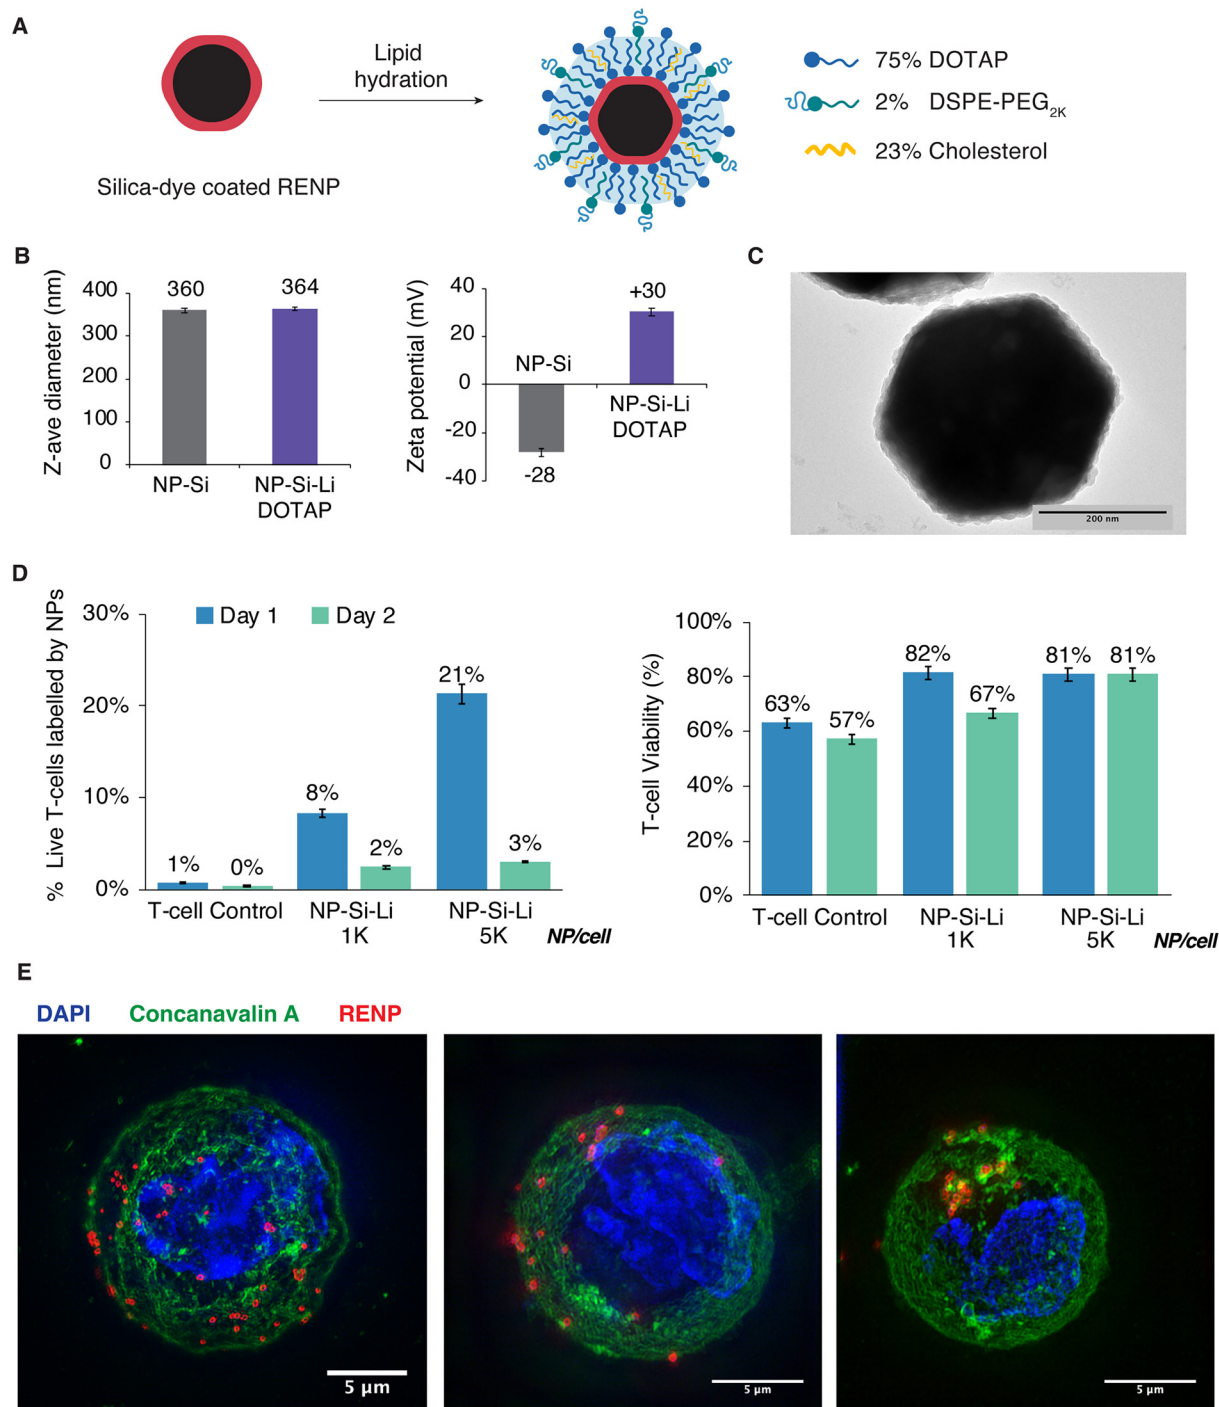 A
Lipid
hydration
Silica-dye coated RENP
75% DOTAP
2% DSPE-PEG2K
23% Cholesterol
B
Z-ave diameter (nm)
400
300
200
100
0
360
364
NP-Si
NP-Si-Li
DOTAP
Zeta potential (mV)
40
20
0
-20
-40
+30
NP-Si
NP-Si-Li
DOTAP
-28
C
200 nm
D
% Live T-cells labelled by NPs
30%
20%
10%
0%
Day 1
Day 2
1%
0%
8%
2%
21%
3%
T-cell Control
NP-Si-Li
1K
NP-Si-Li
5K
NP/cell
T-cell Viability (%)
100%
80%
60%
40%
20%
0%
63%
57%
82%
67%
81%
81%
T-cell Control
NP-Si-Li
1K
NP-Si-Li
5K
NP/cell
E
DAPI Concanavalin A RENP
5 µm
5 µm
5 µm